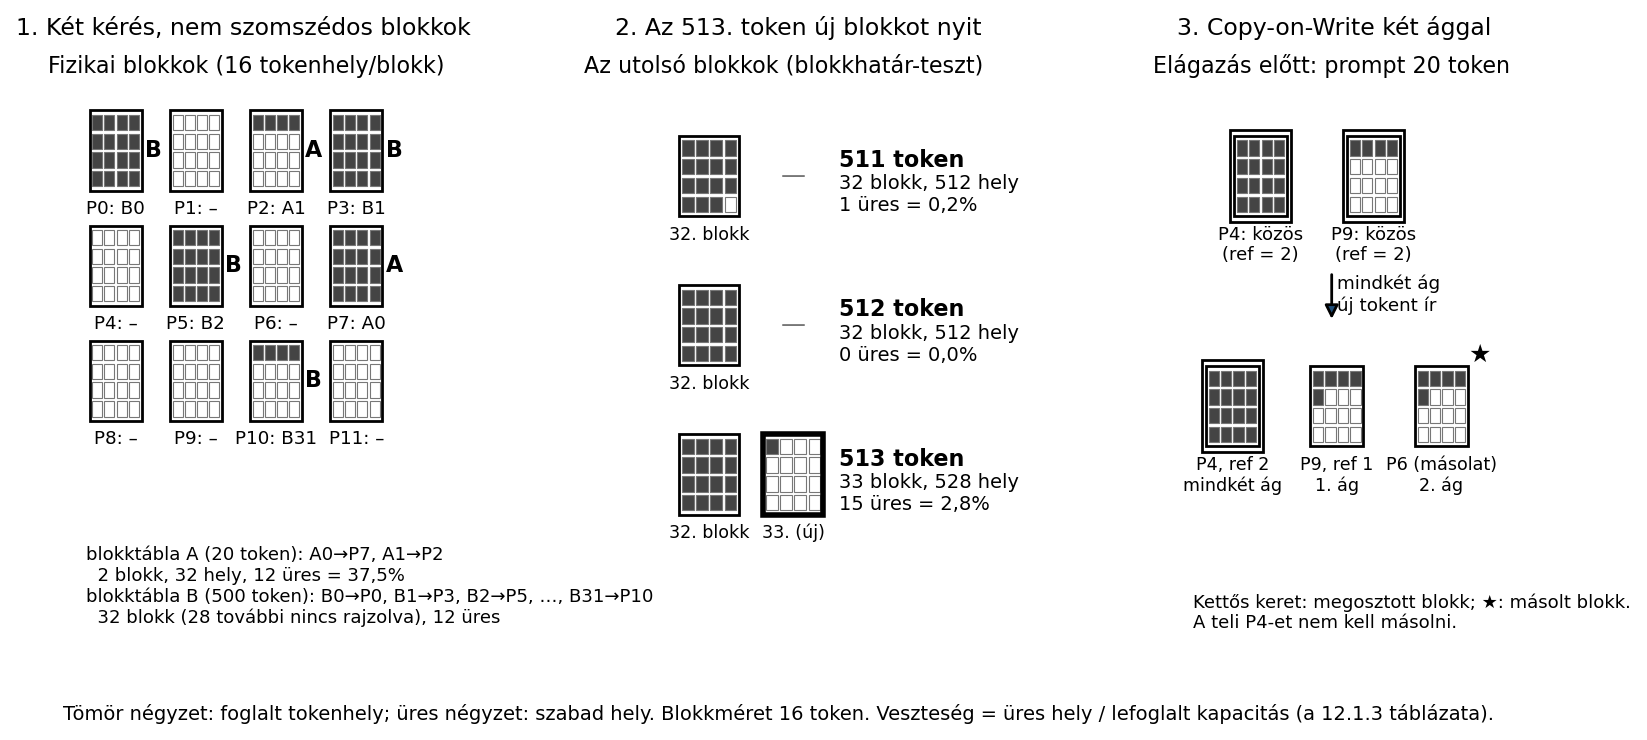 1. Két kérés, nem szomszédos blokkok
Fizikai blokkok (16 tokenhely/blokk)
B
A
B
P0: B0
P1: –
P2: A1
P3: B1
B
A
P4: –
P5: B2
P6: –
P7: A0
B
P8: –
P9: –
P10: B31
P11: –
blokktábla A (20 token): A0→P7, A1→P2
2 blokk, 32 hely, 12 üres = 37,5%
blokktábla B (500 token): B0→P0, B1→P3, B2→P5, …, B31→P10
32 blokk (28 további nincs rajzolva), 12 üres
2. Az 513. token új blokkot nyit
Az utolsó blokkok (blokkhatár-teszt)
—
511 token
32 blokk, 512 hely
1 üres = 0,2%
32. blokk
—
512 token
32 blokk, 512 hely
0 üres = 0,0%
32. blokk
513 token
33 blokk, 528 hely
15 üres = 2,8%
32. blokk
33. (új)
3. Copy-on-Write két ággal
Elágazás előtt: prompt 20 token
P4: közös
(ref = 2)
P9: közös
(ref = 2)
mindkét ág
új tokent ír
★
P4, ref 2
mindkét ág
P9, ref 1
1. ág
P6 (másolat)
2. ág
Kettős keret: megosztott blokk; ★: másolt blokk.
A teli P4-et nem kell másolni.
Tömör négyzet: foglalt tokenhely; üres négyzet: szabad hely. Blokkméret 16 token. Veszteség = üres hely / lefoglalt kapacitás (a 12.1.3 táblázata).